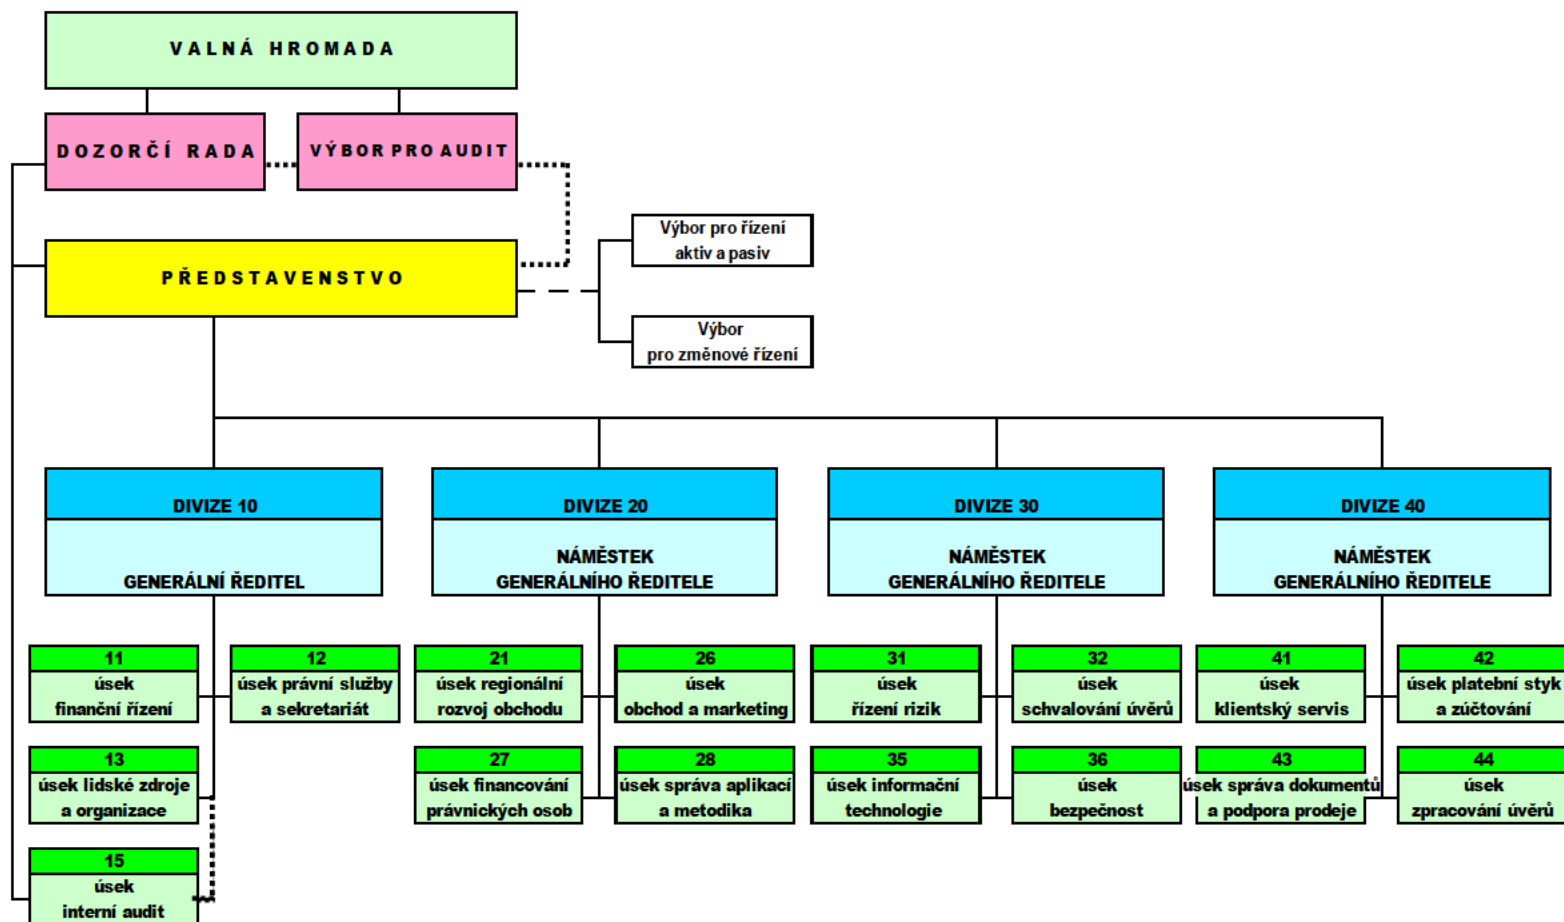 VALNÁ HROMADA
DOZORČÍ RADA
VÝBOR PRO AUDIT
Výbor pro řízení
aktiv a pasiv
PŘEDSTAVENSTVO
Výbor
pro změnové řízení
DIVIZE 10
GENERÁLNÍ ŘEDITEL
DIVIZE 20
NÁMĚSTEK
GENERÁLNÍHO ŘEDITELE
DIVIZE 30
NÁMĚSTEK
GENERÁLNÍHO ŘEDITELE
DIVIZE 40
NÁMĚSTEK
GENERÁLNÍHO ŘEDITELE
11
úsek
finanční řízení
12
úsek právní služby
a sekretariát
21
úsek regionální
rozvoj obchodu
26
úsek
obchod a marketing
31
úsek
řízení rizik
32
úsek
schvalování úvěrů
41
úsek
klientský servis
42
úsek platební styk
a zúčtování
13
úsek lidské zdroje
a organizace
27
úsek financování
právnických osob
28
úsek správa aplikací
a metodika
35
úsek informační
technologie
36
úsek
bezpečnost
43
úsek správa dokumentů
a podpora prodeje
44
úsek
zpracování úvěrů
15
úsek
interní audit